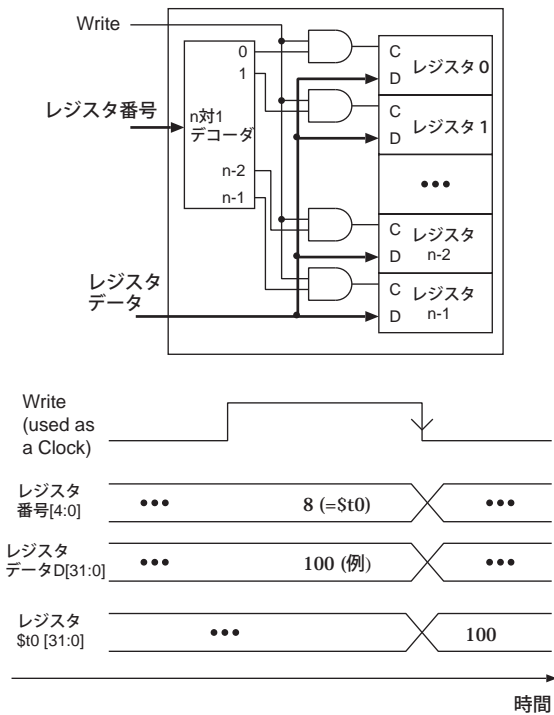 Write
0
1
レジスタ番号
n対1
デコーダ
n-2
n-1
レジスタ
データ
C
D
レジスタ 0
C
D
レジスタ 1
•••
C
D
レジスタ
n-2
C
D
レジスタ
n-1
Write
(used as
a Clock)
レジスタ
番号[4:0]
••• 8 (=$t0) •••
レジスタ
データD[31:0]
••• 100 (例) •••
レジスタ
$t0 [31:0]
••• 100
時間